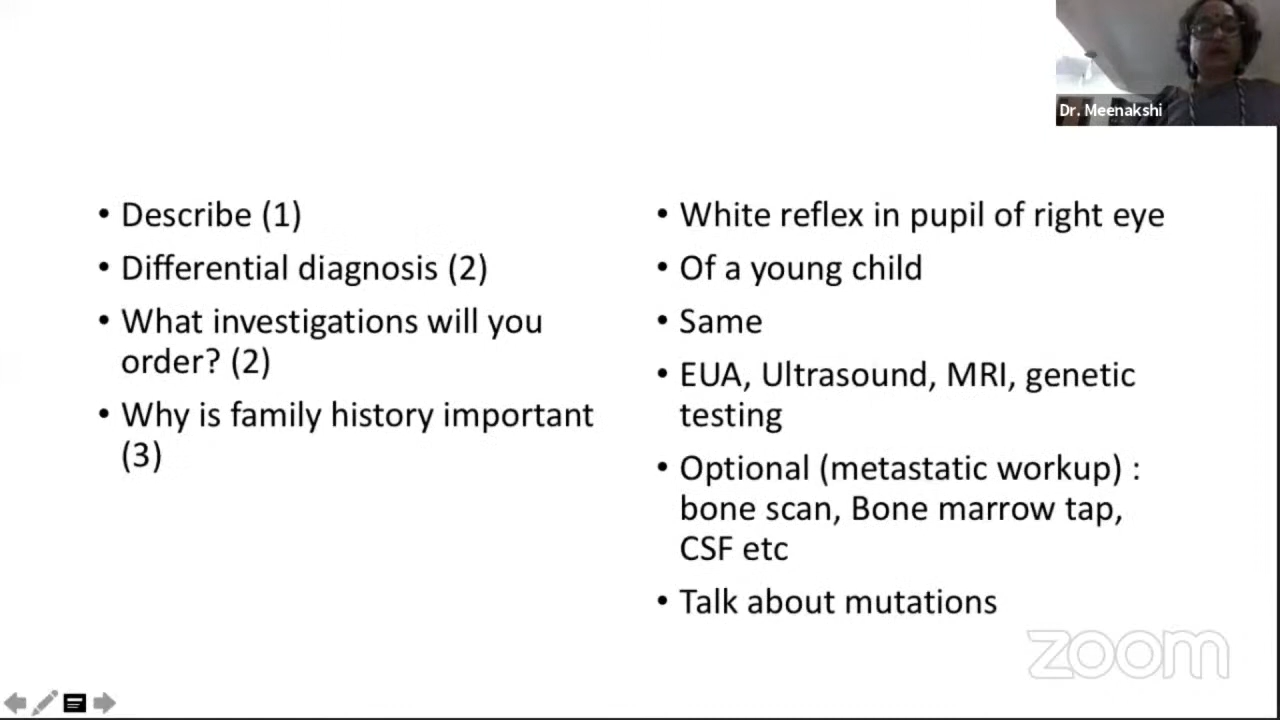 Dr. Meenakshi
• Describe (1)
• Differential diagnosis (2)
• What investigations will you
order? (2)
• Why is family history important
(3)
• White reflex in pupil of right eye
• Of a young child
• Same
• EUA, Ultrasound, MRI, genetic
testing
• Optional (metastatic workup) :
bone scan, Bone marrow tap,
CSF etc
• Talk about mutations
zoom